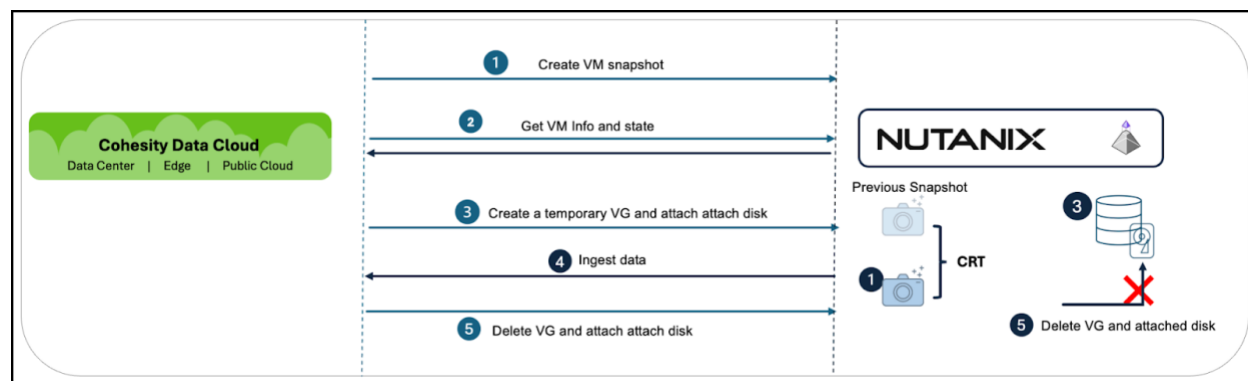 1 Create VM snapshot
2 Get VM Info and state
Cohesity Data Cloud
Data Center | Edge | Public Cloud
NUTANIX
Previous Snapshot
3 Create a temporary VG and attach attach disk
3
4 Ingest data
CRT
1
5 Delete VG and attach attach disk
5 Delete VG and attached disk